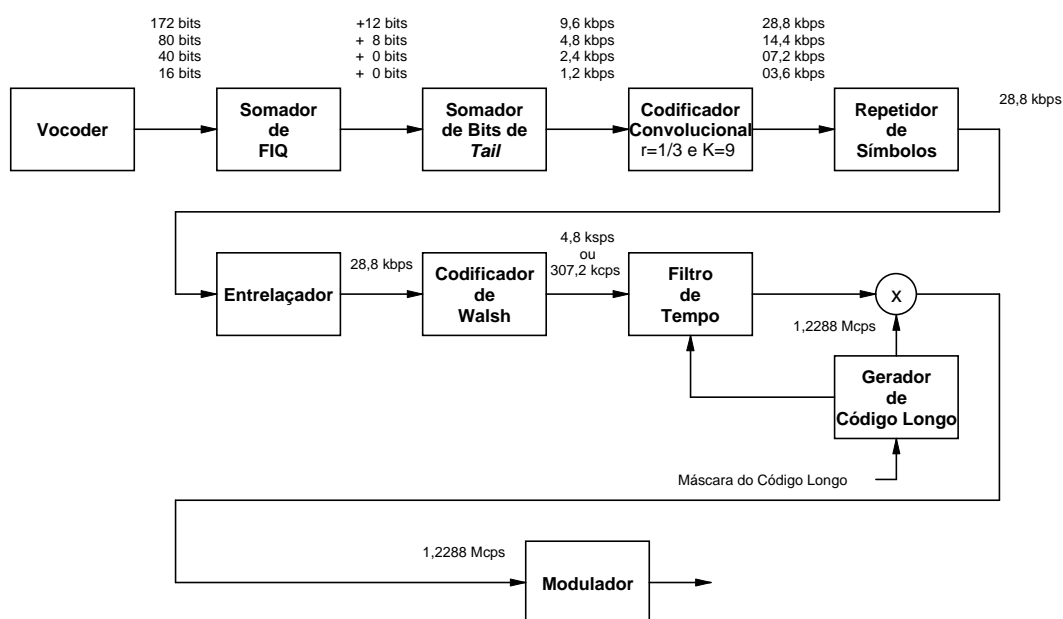 172 bits
80 bits
40 bits
16 bits
+12 bits
+ 8 bits
+ 0 bits
+ 0 bits
9,6 kbps
4,8 kbps
2,4 kbps
1,2 kbps
28,8 kbps
14,4 kbps
07,2 kbps
03,6 kbps
Vocoder
Somador
de
FIQ
Somador
de Bits de
Tail
Codificador
Convolucional
r=1/3 e K=9
Repetidor
de
Símbolos
28,8 kbps
Entrelaçador
28,8 kbps
Codificador
de
Walsh
4,8 ksps
ou
307,2 kcps
Filtro
de
Tempo
X
1,2288 Mcps
Gerador
de
Código Longo
Máscara do Código Longo
1,2288 Mcps
Modulador